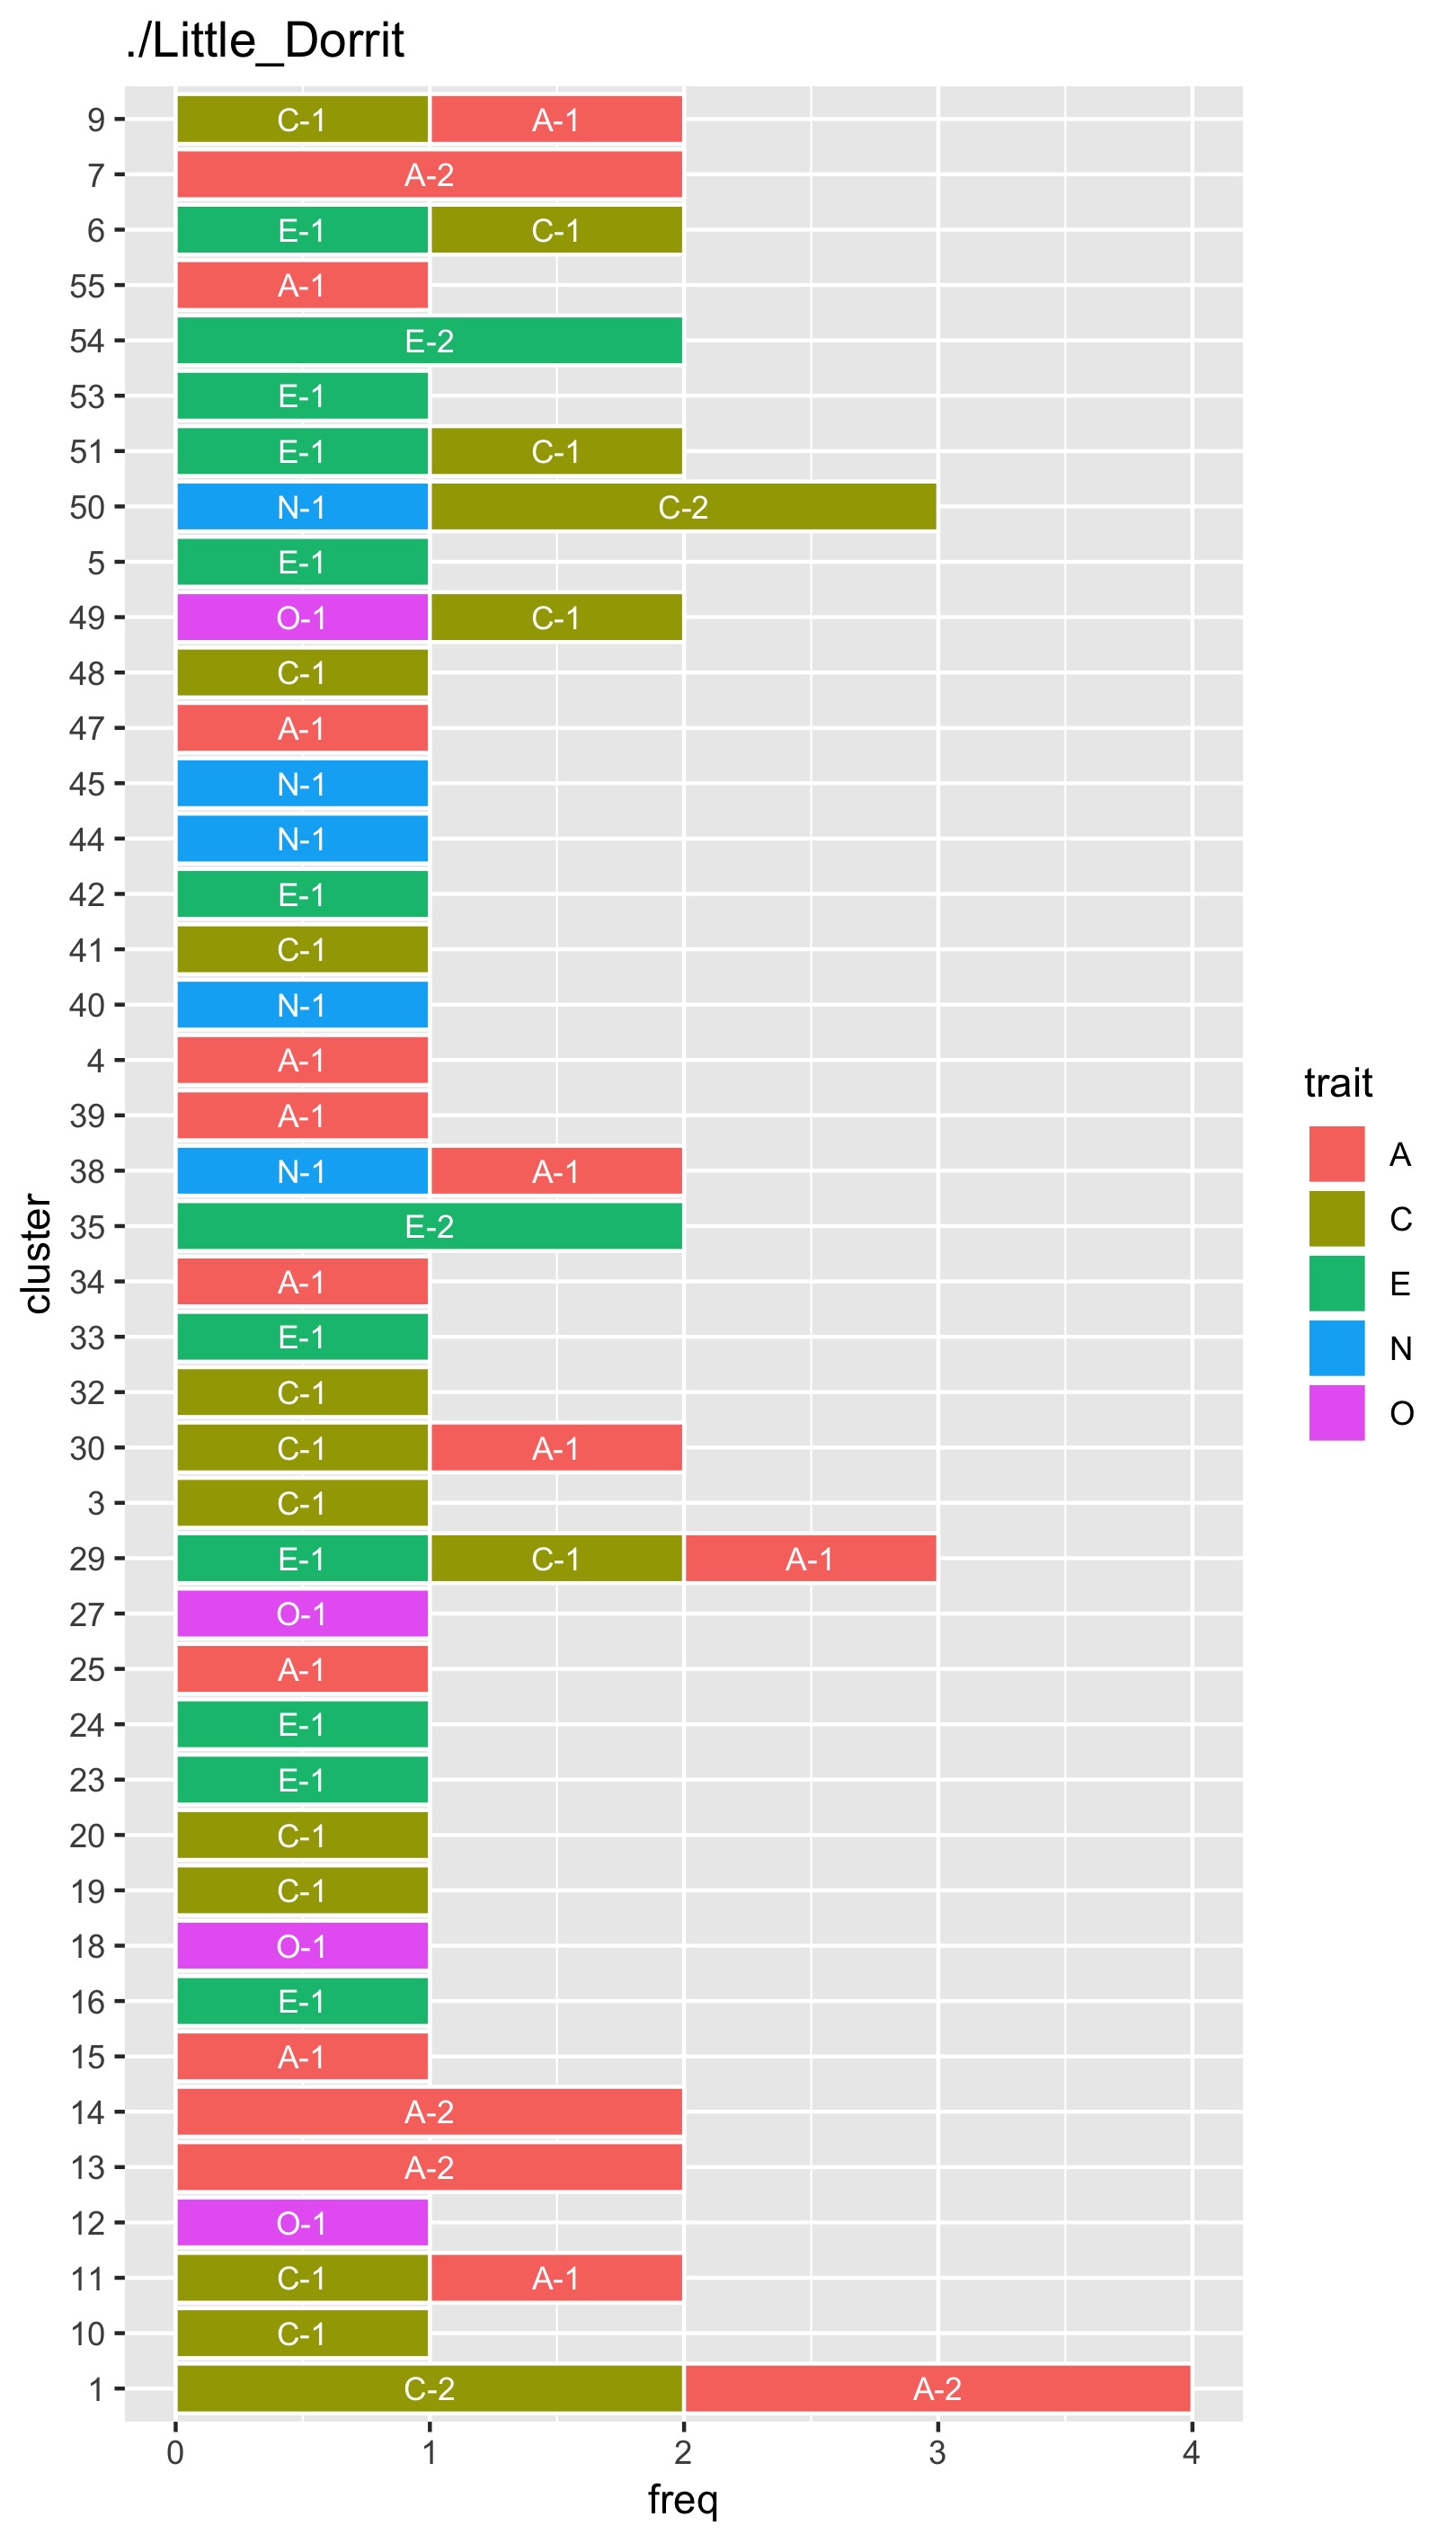 ./Little_Dorrit
9 C-1 A-1
7 A-2
6 E-1 C-1
55 A-1
54 E-2
53 E-1
51 E-1 C-1
50 N-1 C-2
5 E-1
49 O-1 C-1
48 C-1
47 A-1
45 N-1
44 N-1
42 E-1
41 C-1
40 N-1
4 A-1
39 A-1
38 N-1 A-1
35 E-2
34 A-1
33 E-1
32 C-1
30 C-1 A-1
3 C-1
29 E-1 C-1 A-1
27 O-1
25 A-1
24 E-1
23 E-1
20 C-1
19 C-1
18 O-1
16 E-1
15 A-1
14 A-2
13 A-2
12 O-1
11 C-1 A-1
10 C-1
1 C-2 A-2
0 1 2 3 4
freq
cluster
trait
A
C
E
N
O